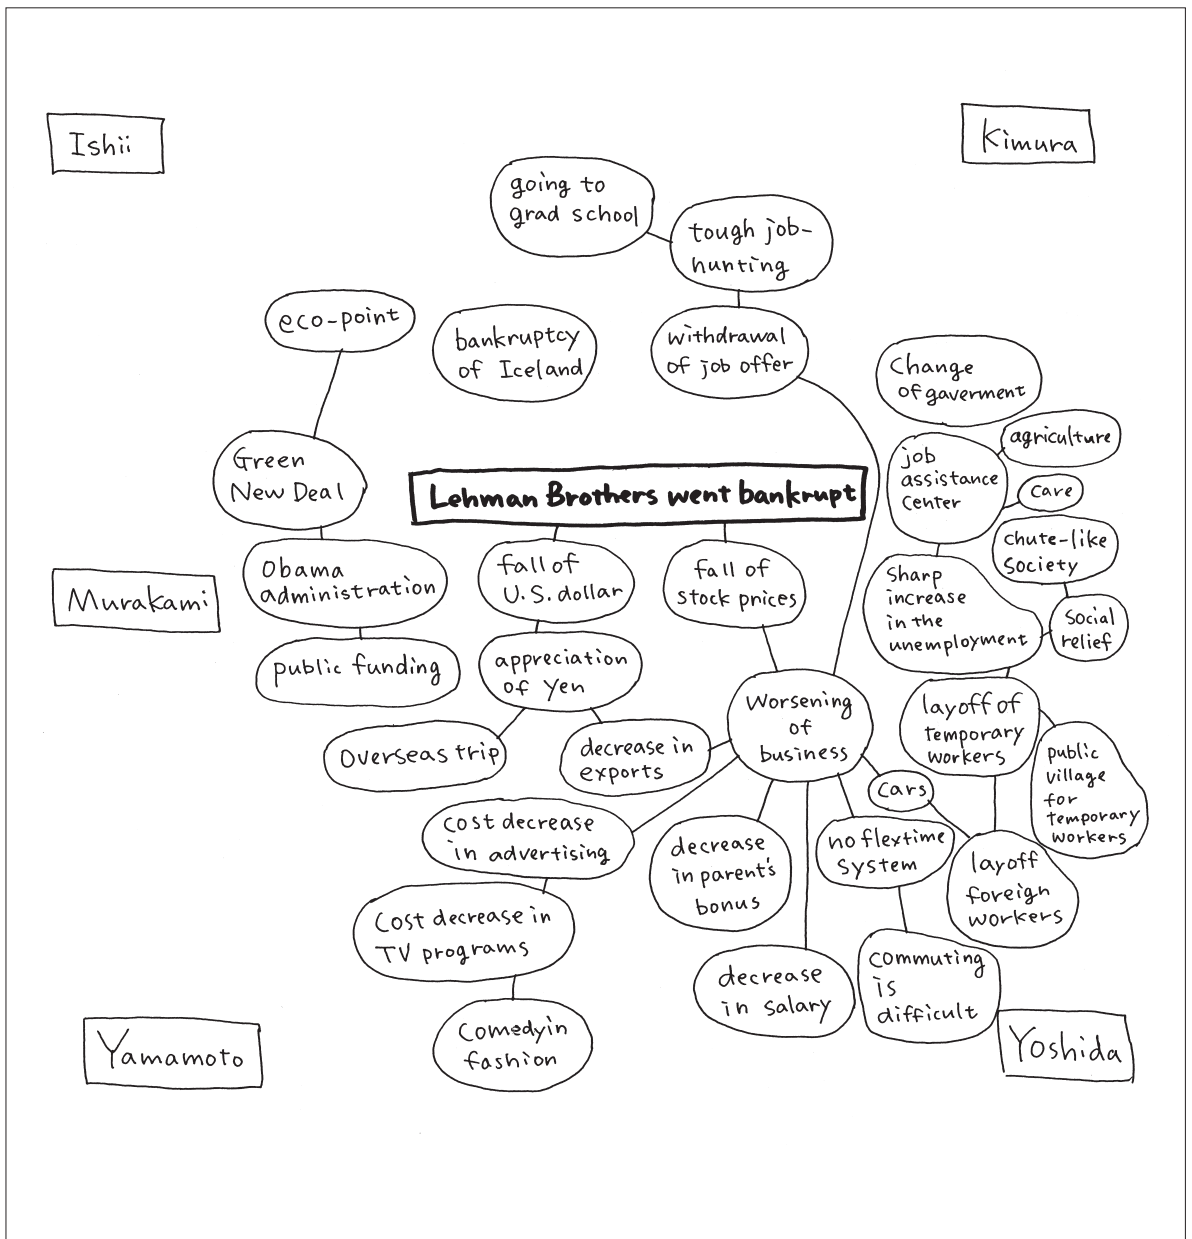 Ishii
Kimura
going to
grad school
tough job-
hunting
eco-point
bankruptcy
of Iceland
withdrawal
of job offer
Change
of gaverment
agriculture
job
assistance
center
care
Green
New Deal
Lehman Brothers went bankrupt
chute-like
society
Obama
administration
fall of
U.S. dollar
fall of
stock prices
sharp
increase
in the
unemployment
social
relief
Murakami
public funding
appreciation
of Yen
Worsening
of
business
layoff of
temporary
workers
Overseas trip
decrease in
exports
public
village
for
temporary
workers
cars
cost decrease
in advertising
decrease
in parent's
bonus
no flextime
system
layoff
foreign
workers
Cost decrease in
TV programs
decrease
in salary
commuting
is
difficult
Comedyin
fashion
Yamamoto
Yoshida